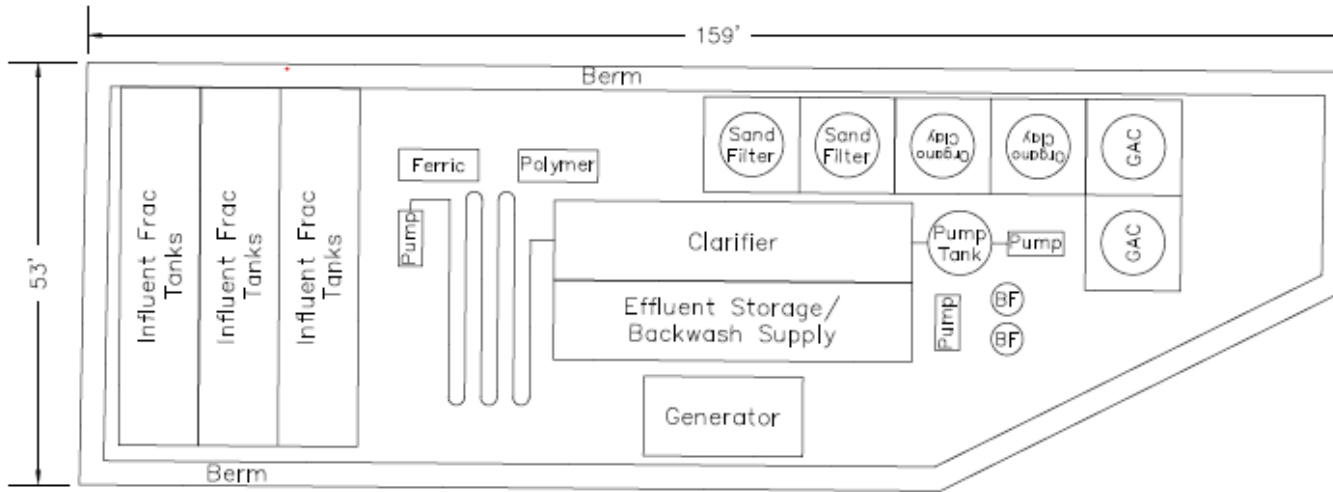 159'
Berm
53'
Influent Frac
Tanks
Influent Frac
Tanks
Influent Frac
Tanks
Ferric
Polymer
Pump
Sand
Filter
Sand
Filter
Organo
Clay
Organo
Clay
GAC
GAC
Clarifier
Pump
Tank
Pump
Effluent Storage/
Backwash Supply
Pump
BF
BF
Generator
Berm